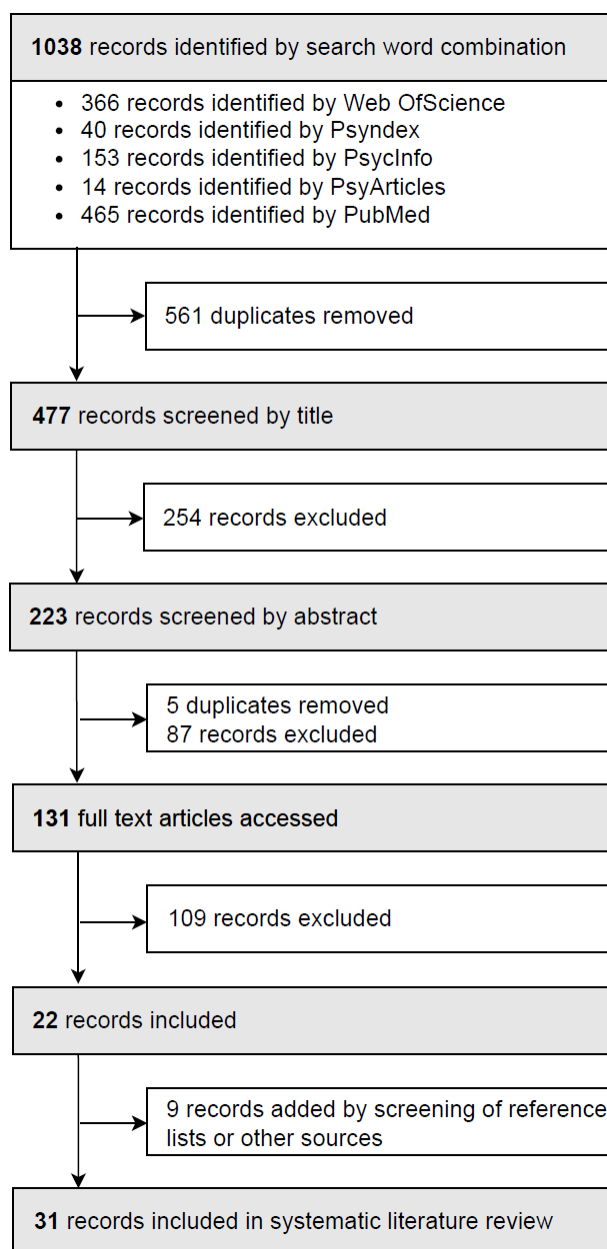 1038 records identified by search word combination
• 366 records identified by Web OfScience
• 40 records identified by Psyndex
• 153 records identified by PsycInfo
• 14 records identified by PsyArticles
• 465 records identified by PubMed
561 duplicates removed
477 records screened by title
254 records excluded
223 records screened by abstract
5 duplicates removed
87 records excluded
131 full text articles accessed
109 records excluded
22 records included
9 records added by screening of reference
lists or other sources
31 records included in systematic literature review